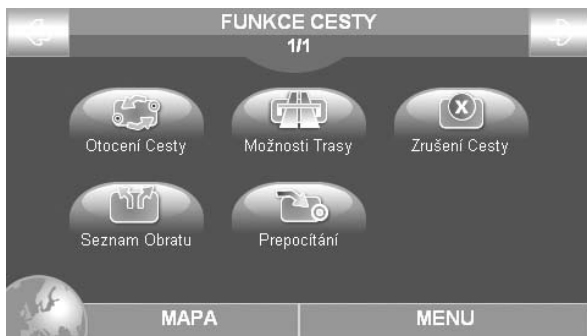 FUNKCE CESTY
1/1
Otocení Cesty
Možnosti Trasy
Zrušení Cesty
Seznam Obratu
Prepocítání
MAPA
MENU